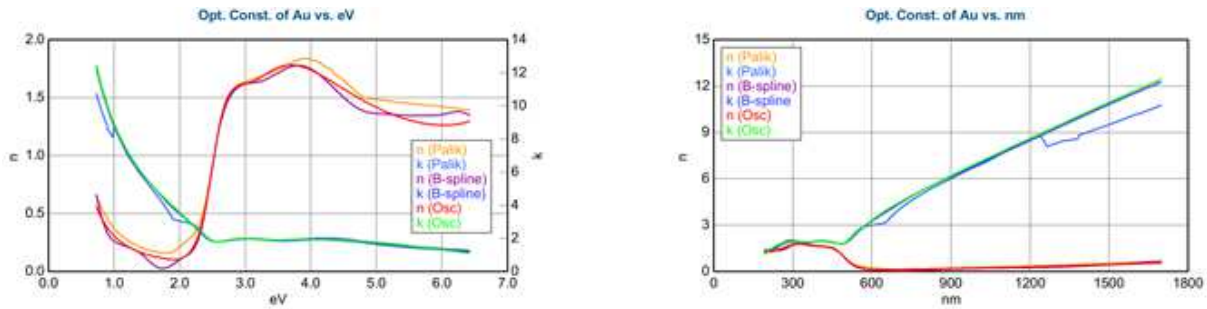 Opt. Const. of Au vs. eV
2.0
1.5
1.0
0.5
0.0
n
14
12
10
8
6
4
2
0
k
n (Palik)
k (Palik)
n (B-spline)
k (B-spline)
n (Osc)
k (Osc)
0.0 1.0 2.0 3.0 4.0 5.0 6.0 7.0
eV
Opt. Const. of Au vs. nm
15
12
9
6
3
0
n
n (Palik)
k (Palik)
n (B-spline)
k (B-spline
n (Osc)
k (Osc)
0 300 600 900 1200 1500 1800
nm